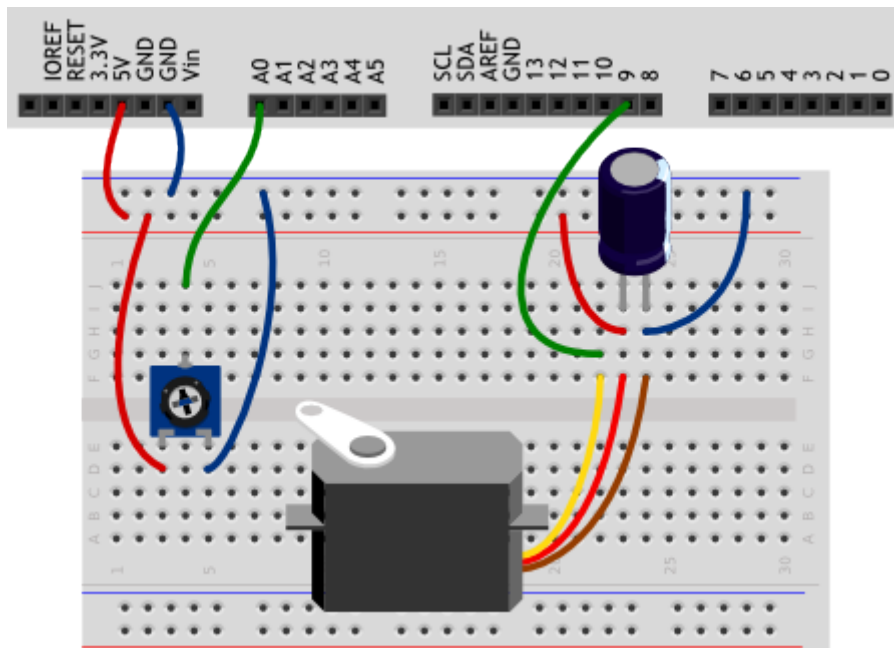 IOREF RESET 3.3V 5V GND GND Vin A0 A1 A2 A3 A4 A5 SCL SDA AREF GND 13 12 11 10 9 8 7 6 5 4 3 2 1 0
1 5 10 15 20 25 30
J J
I I
H H
G G
F F
E E
D D
C C
B B
A A
1 5 20 25 30